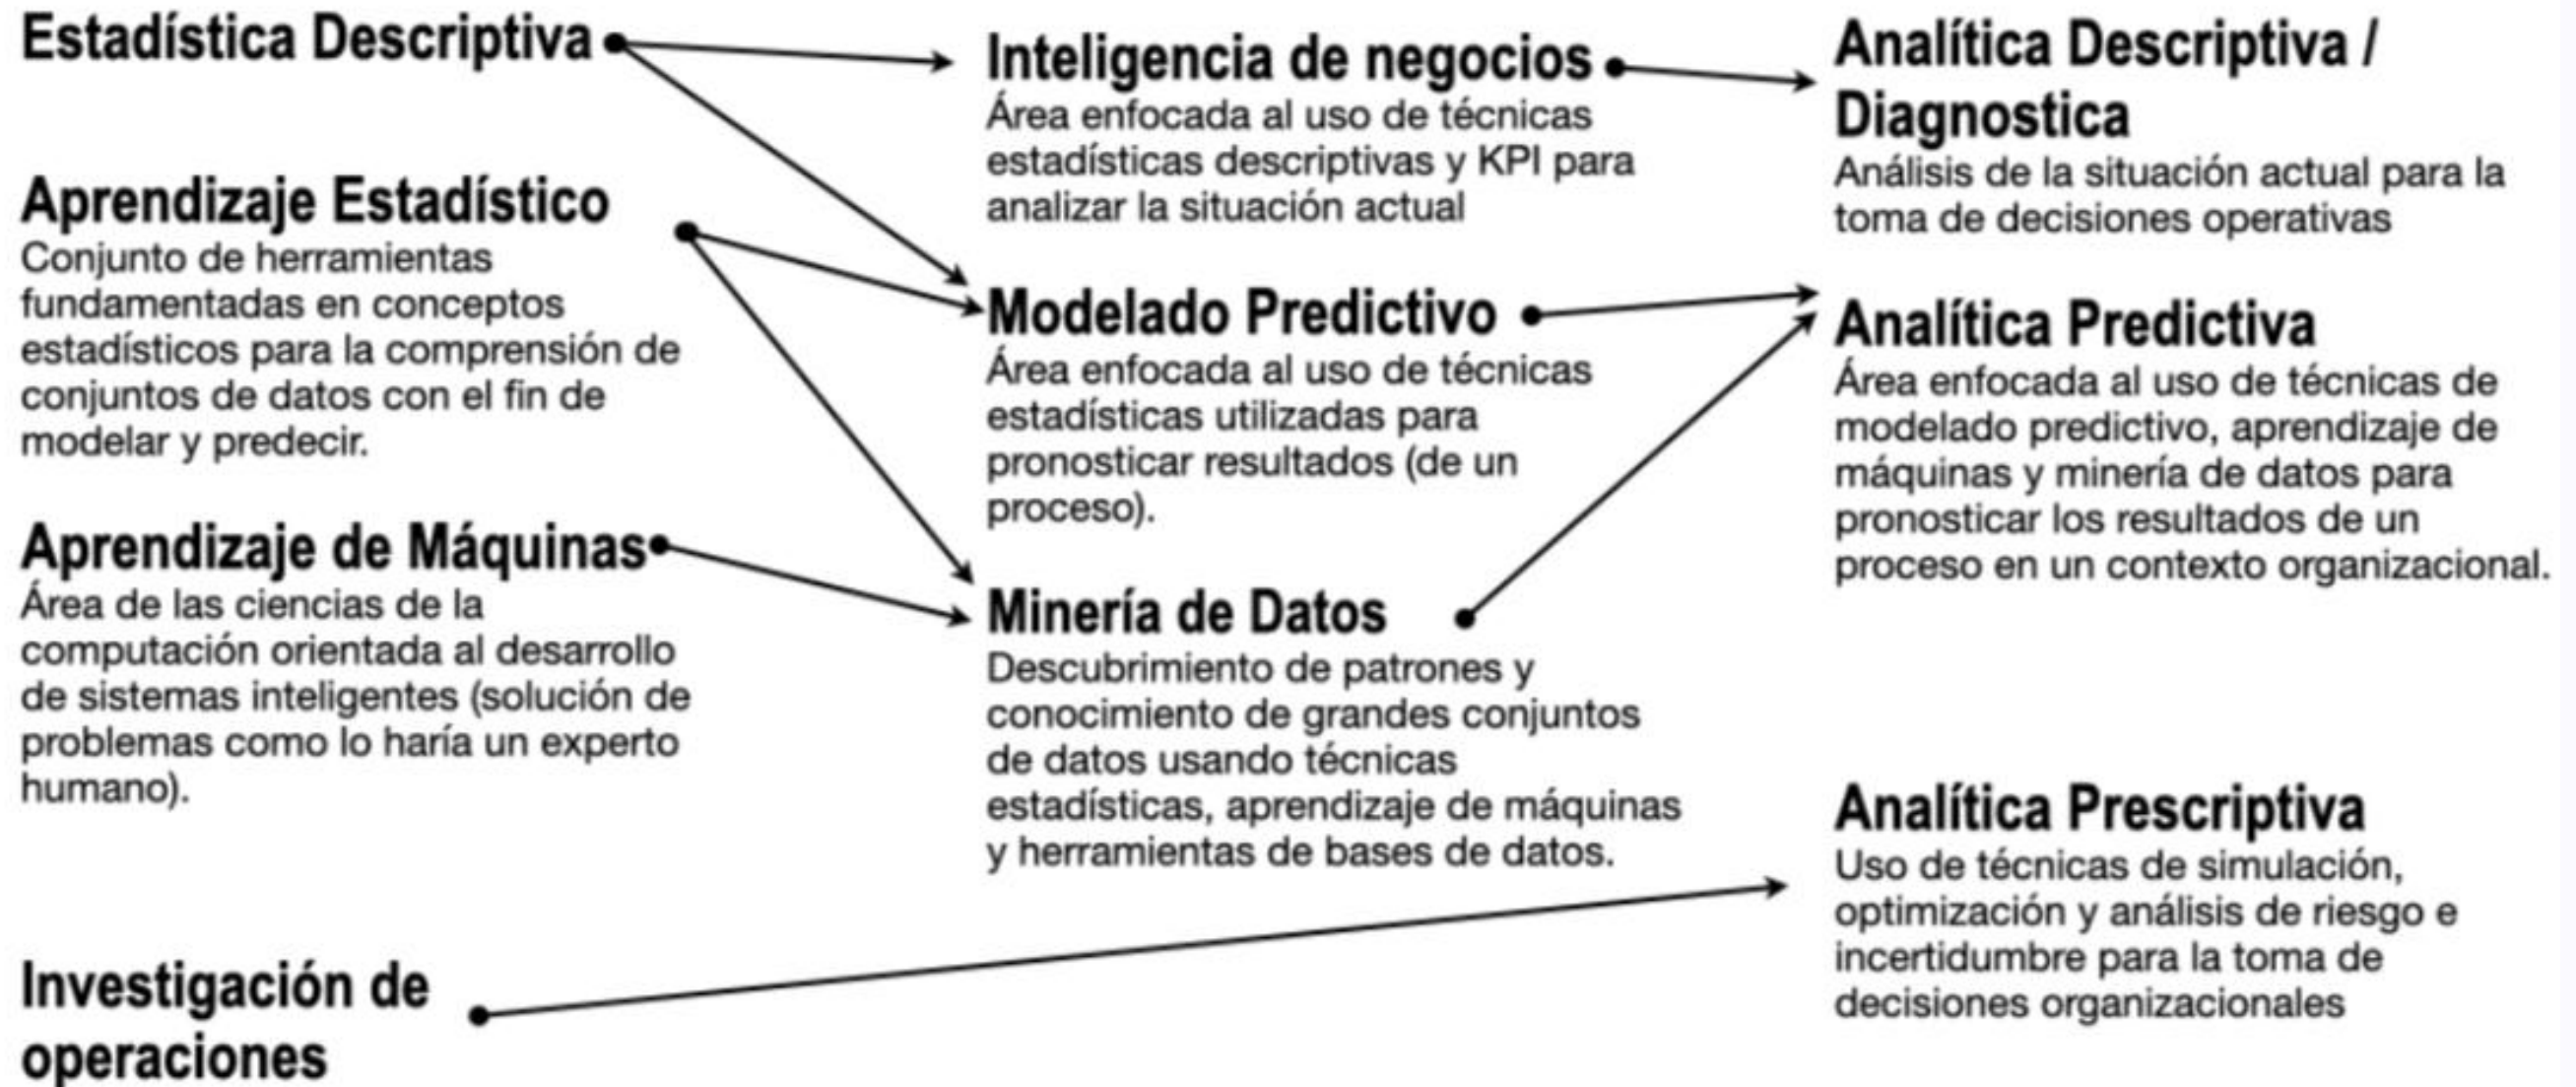 Estadística Descriptiva
Aprendizaje Estadístico
Conjunto de herramientas
fundamentadas en conceptos
estadísticos para la comprensión de
conjuntos de datos con el fin de
modelar y predecir.
Aprendizaje de Máquinas
Área de las ciencias de la
computación orientada al desarrollo
de sistemas inteligentes (solución de
problemas como lo haría un experto
humano).
Investigación de
operaciones
Inteligencia de negocios
Área enfocada al uso de técnicas
estadísticas descriptivas y KPI para
analizar la situación actual
Modelado Predictivo
Área enfocada al uso de técnicas
estadísticas utilizadas para
pronosticar resultados (de un
proceso).
Minería de Datos
Descubrimiento de patrones y
conocimiento de grandes conjuntos
de datos usando técnicas
estadísticas, aprendizaje de máquinas
y herramientas de bases de datos.
Analítica Descriptiva /
Diagnostica
Análisis de la situación actual para la
toma de decisiones operativas
Analítica Predictiva
Área enfocada al uso de técnicas de
modelado predictivo, aprendizaje de
máquinas y minería de datos para
pronosticar los resultados de un
proceso en un contexto organizacional.
Analítica Prescriptiva
Uso de técnicas de simulación,
optimización y análisis de riesgo e
incertidumbre para la toma de
decisiones organizacionales